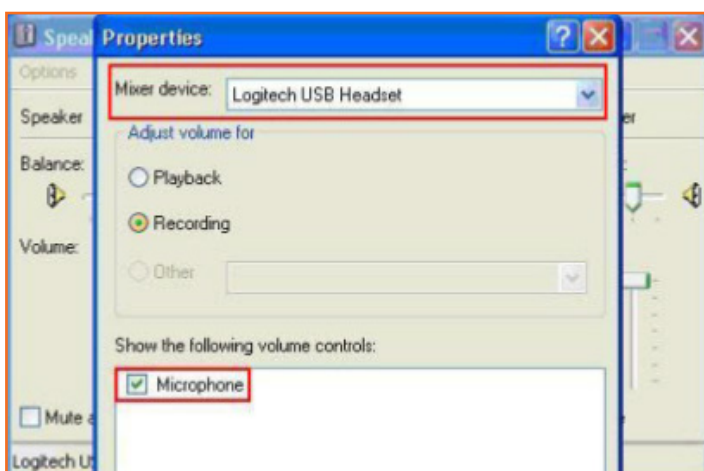 Properties
Options
Mixer device: Logitech USB Headset
Speaker
Adjust volume for
Balance:
Playback
Recording
Volume:
Other
Show the following volume controls:
Microphone
Mute
Logitech